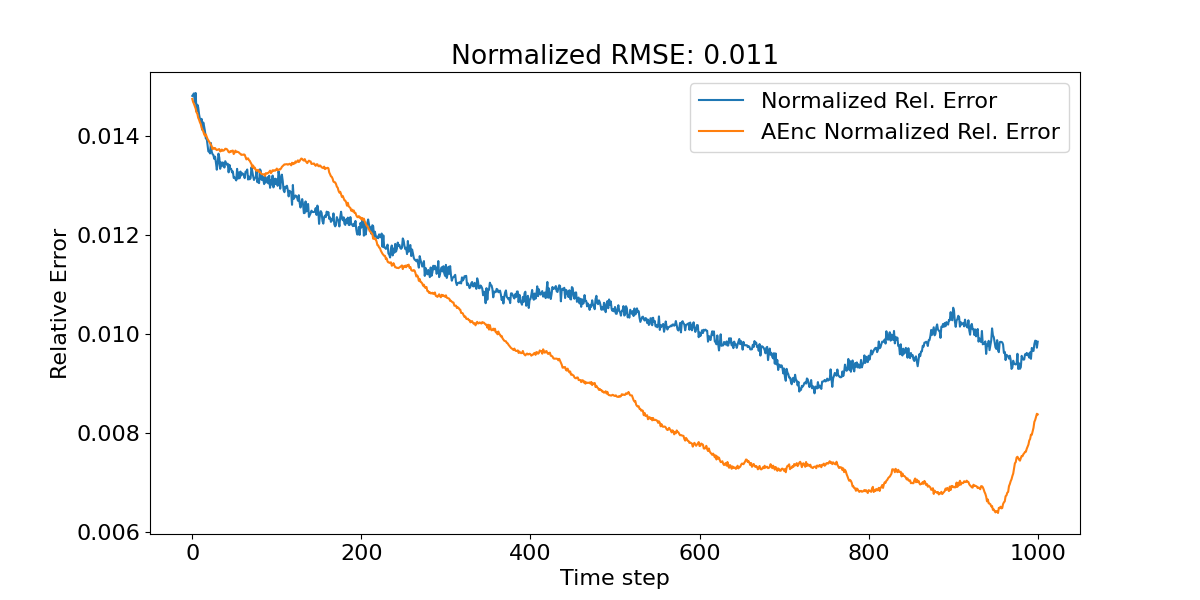 Normalized RMSE: 0.011
Normalized Rel. Error
AEnc Normalized Rel. Error
Relative Error
0.014
0.012
0.010
0.008
0.006
0 200 400 600 800 1000
Time step